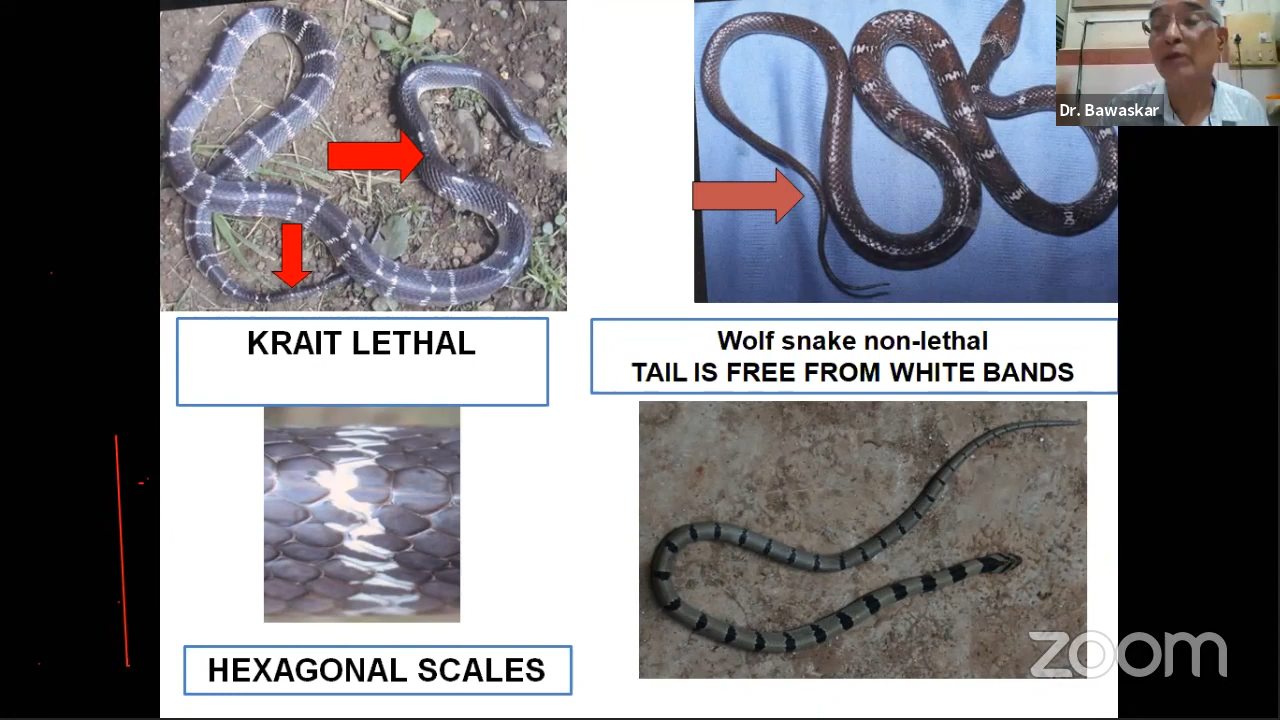 Dr. Bawaskar
KRAIT LETHAL
Wolf snake non-lethal
TAIL IS FREE FROM WHITE BANDS
HEXAGONAL SCALES
zoom